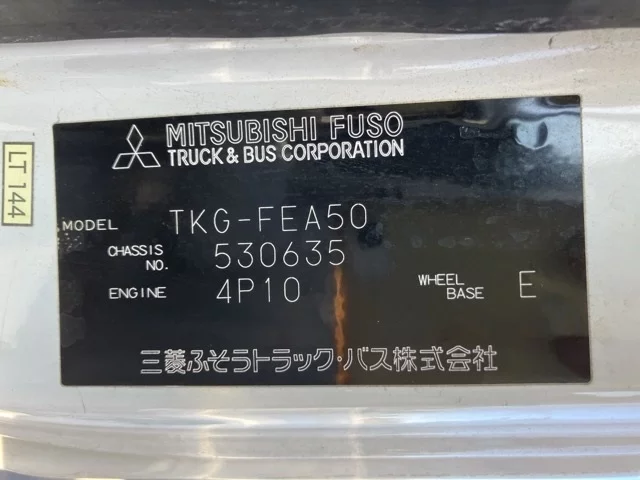 MITSUBISHI FUSO
TRUCK & BUS CORPORATION
LT 144
MODEL TKG-FEA50
CHASSIS NO. 530635
ENGINE 4P10 WHEEL BASE E
三菱ふそうトラック・バス株式会社